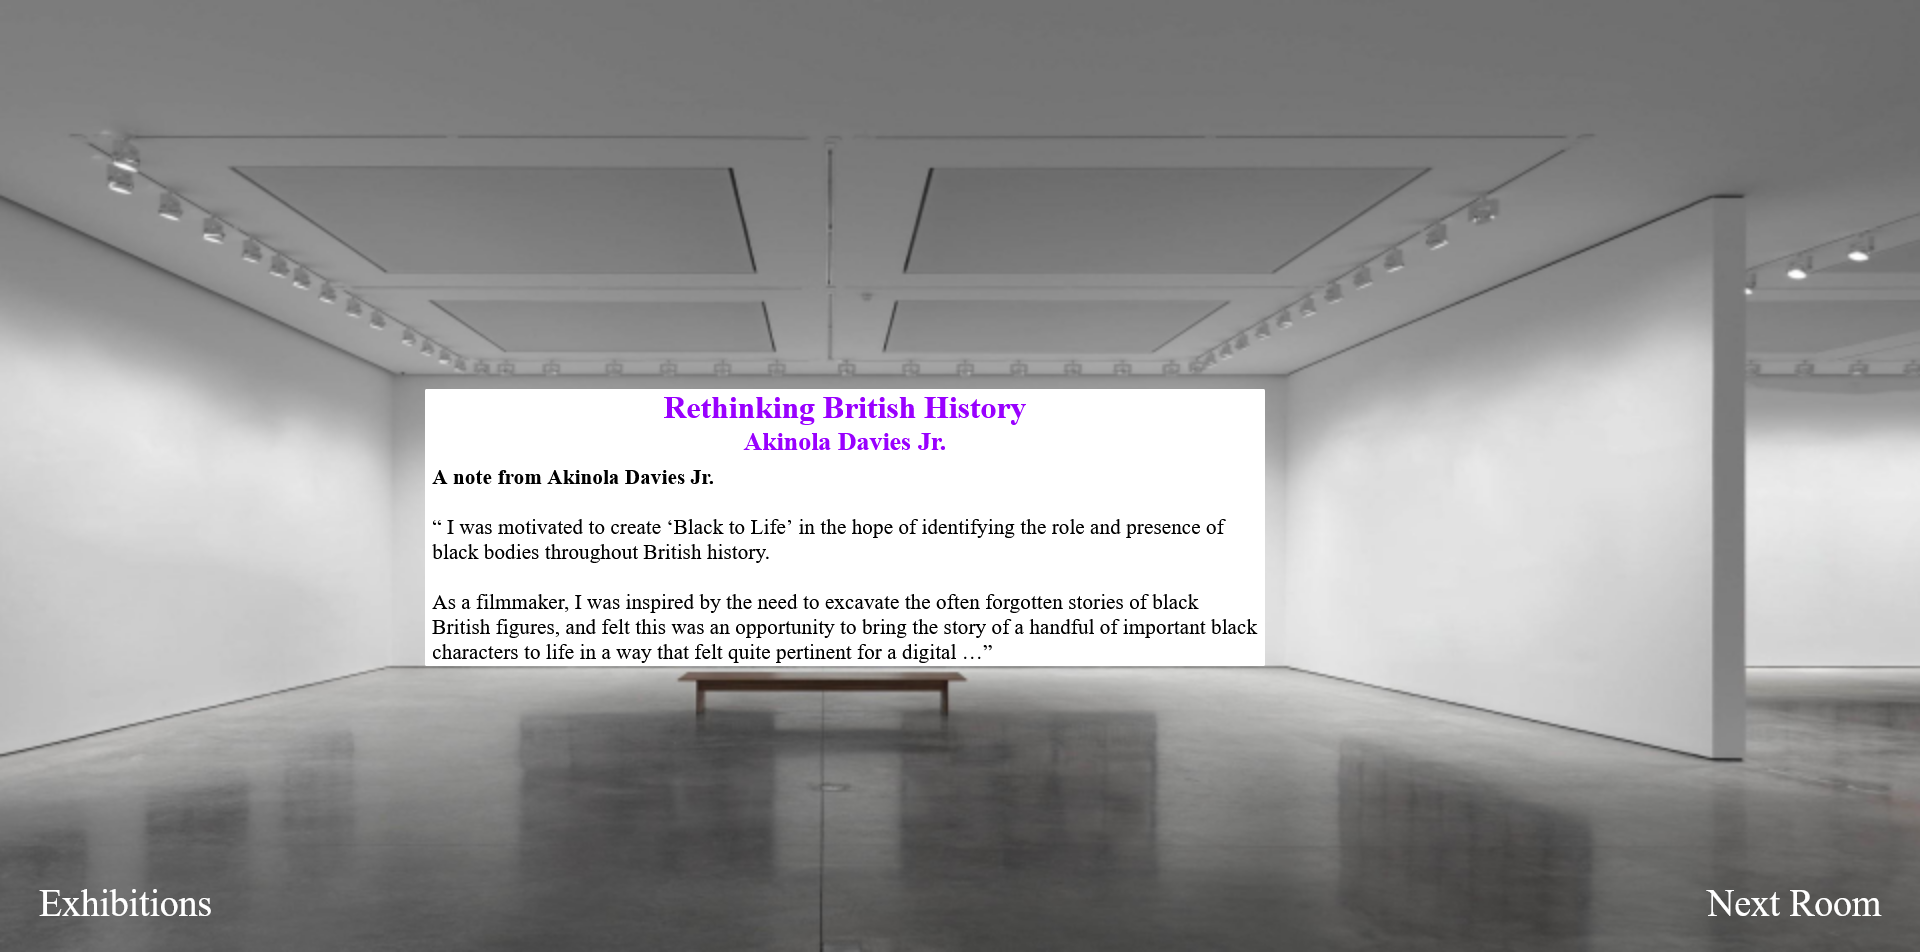 Rethinking British History
Akinola Davies Jr.
A note from Akinola Davies Jr.
“ I was motivated to create ‘Black to Life’ in the hope of identifying the role and presence of
black bodies throughout British history.
As a filmmaker, I was inspired by the need to excavate the often forgotten stories of black
British figures, and felt this was an opportunity to bring the story of a handful of important black
characters to life in a way that felt quite pertinent for a digital …”
Exhibitions
Next Room